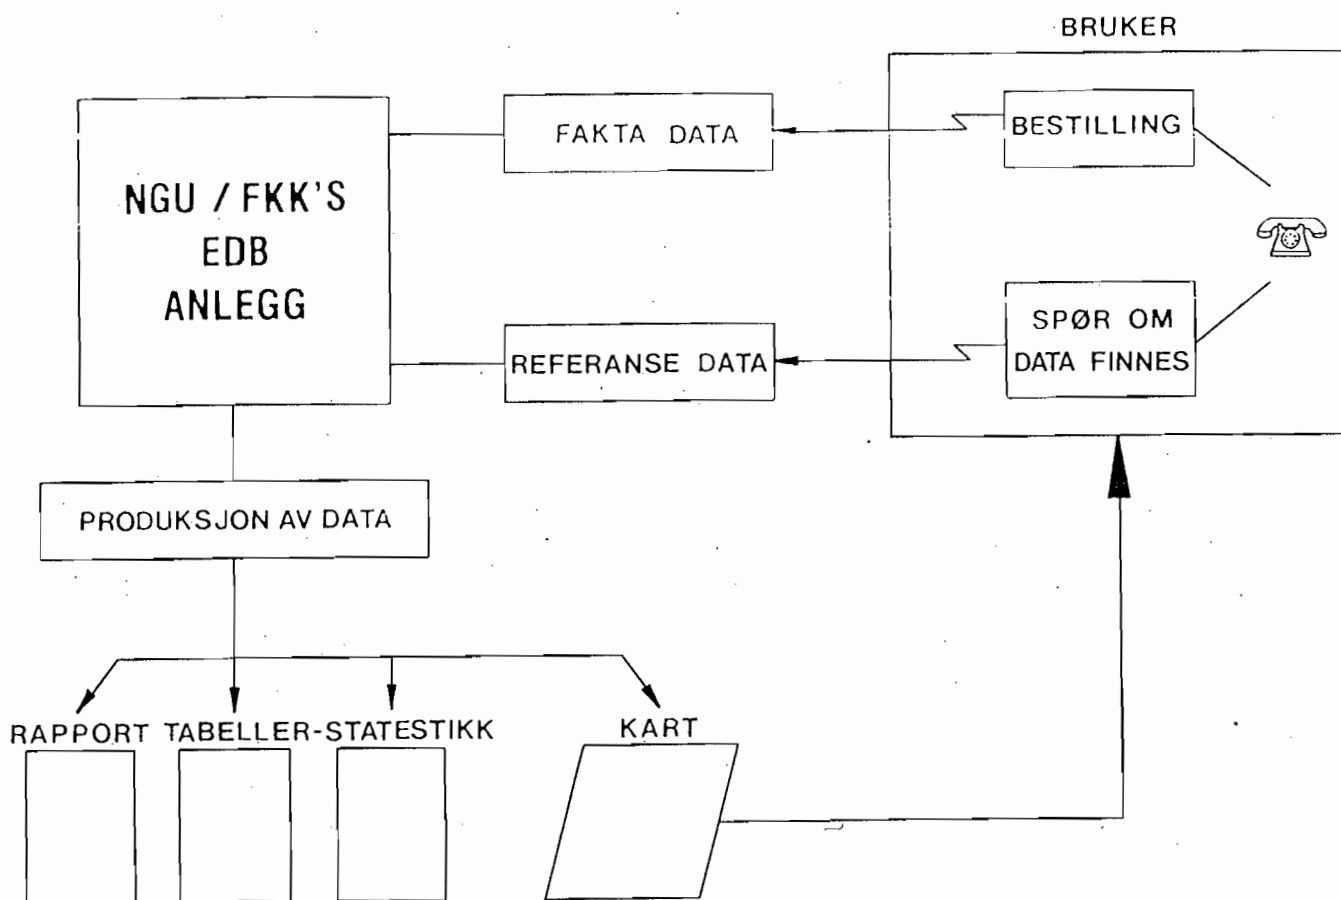 BRUKER
FAKTA DATA
BESTILLING
NGU / FKK'S
EDB
ANLEGG
REFERANSE DATA
SPØR OM
DATA FINNES
PRODUKSJON AV DATA
RAPPORT TABELLER-STATESTIKK KART